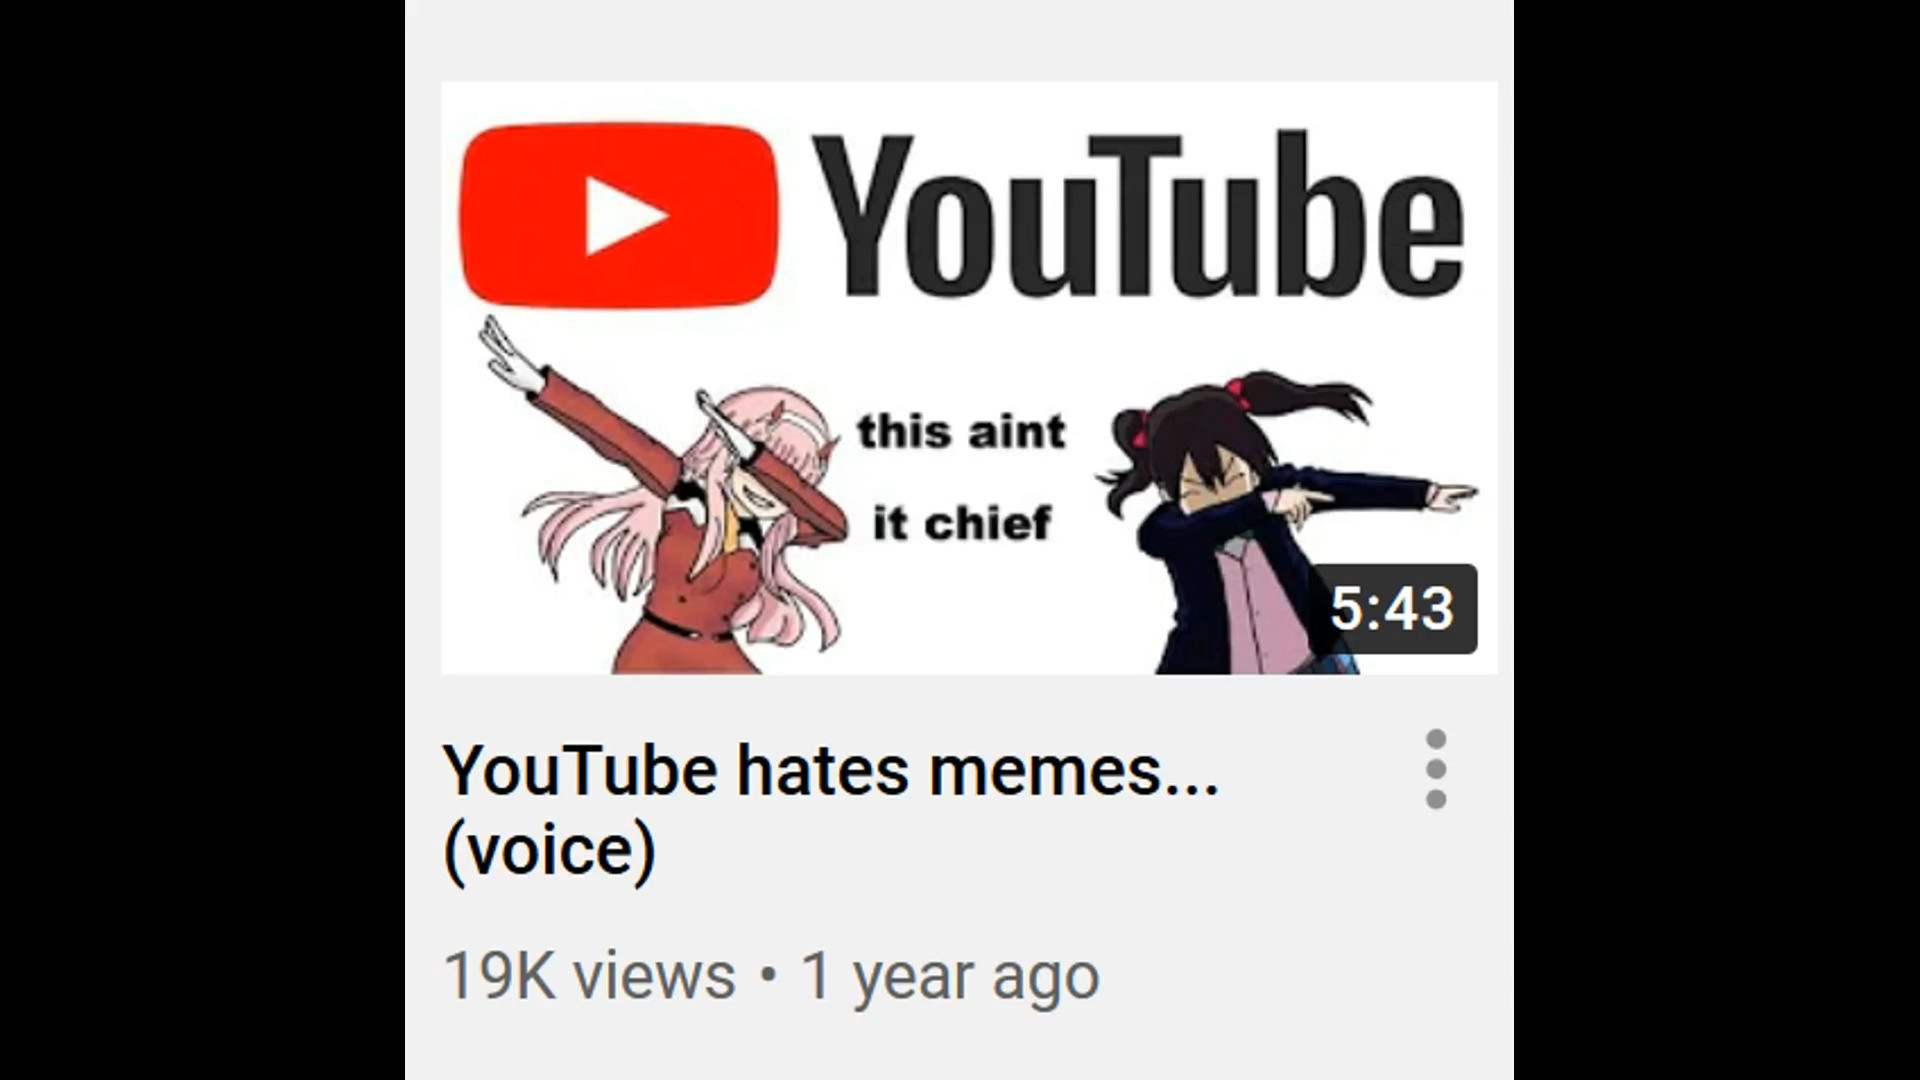 YouTube
this aint
it chief
5:43
YouTube hates memes...
(voice)
19K views • 1 year ago